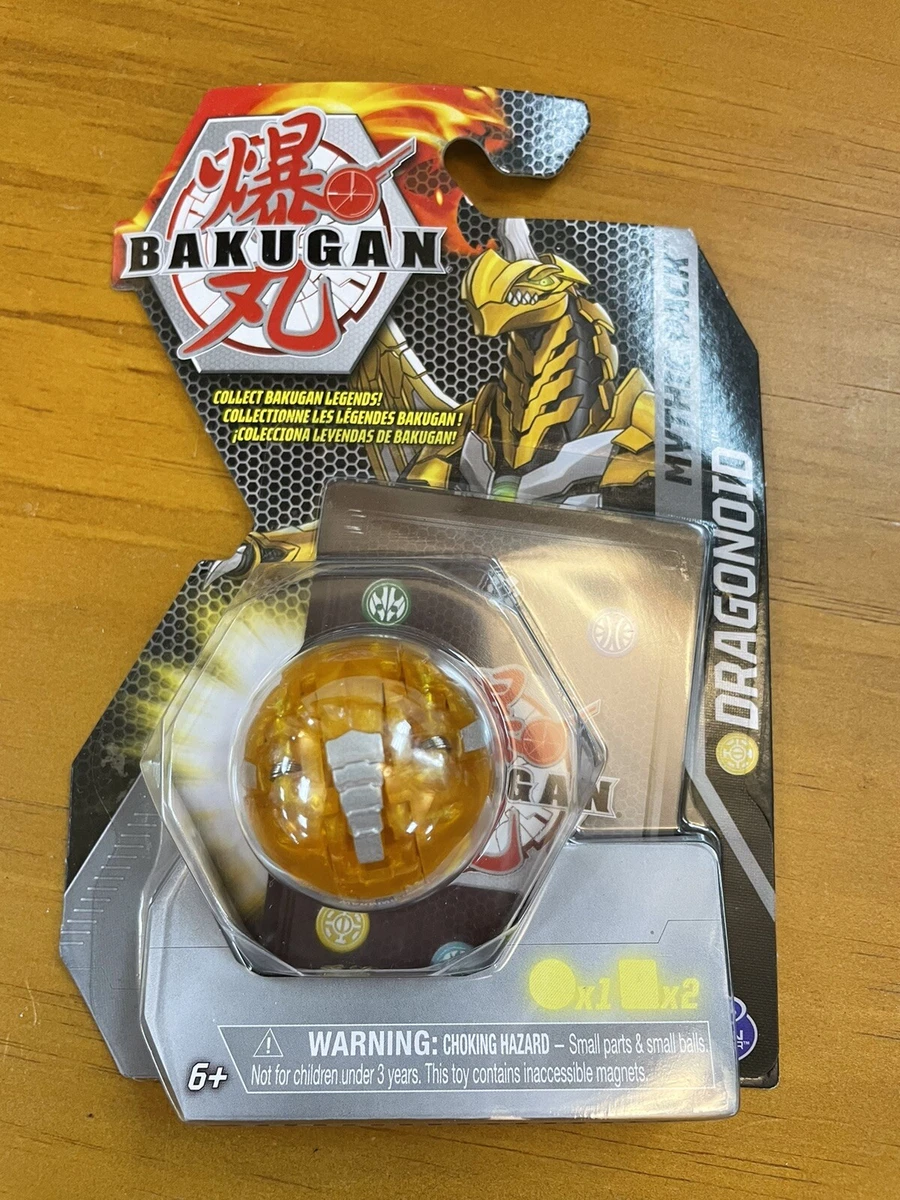 爆
BAKUGAN
丸
COLLECT BAKUGAN LEGENDS!
COLLECTIONNE LES LÉGENDES BAKUGAN !
¡COLECCIONA LEYENDAS DE BAKUGAN!
PACK
DRAGONOID
GAN
x1 x2
WARNING: CHOKING HAZARD – Small parts & small balls.
Not for children under 3 years. This toy contains inaccessible magnets.
6+